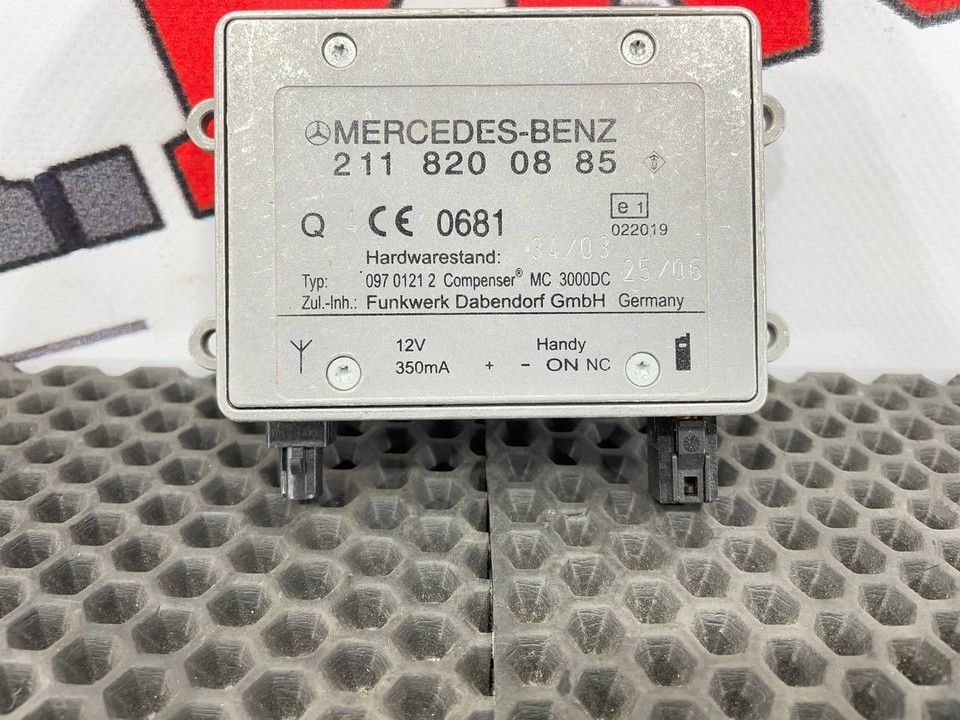 MERCEDES-BENZ
211 820 08 85
Q CE 0681 e1
022019
Hardwarestand: 34/03
25/06
Typ: 097 0121 2 Compenser® MC 3000DC
Zul.-Inh.: Funkwerk Dabendorf GmbH Germany
12V Handy
350mA + - ON NC